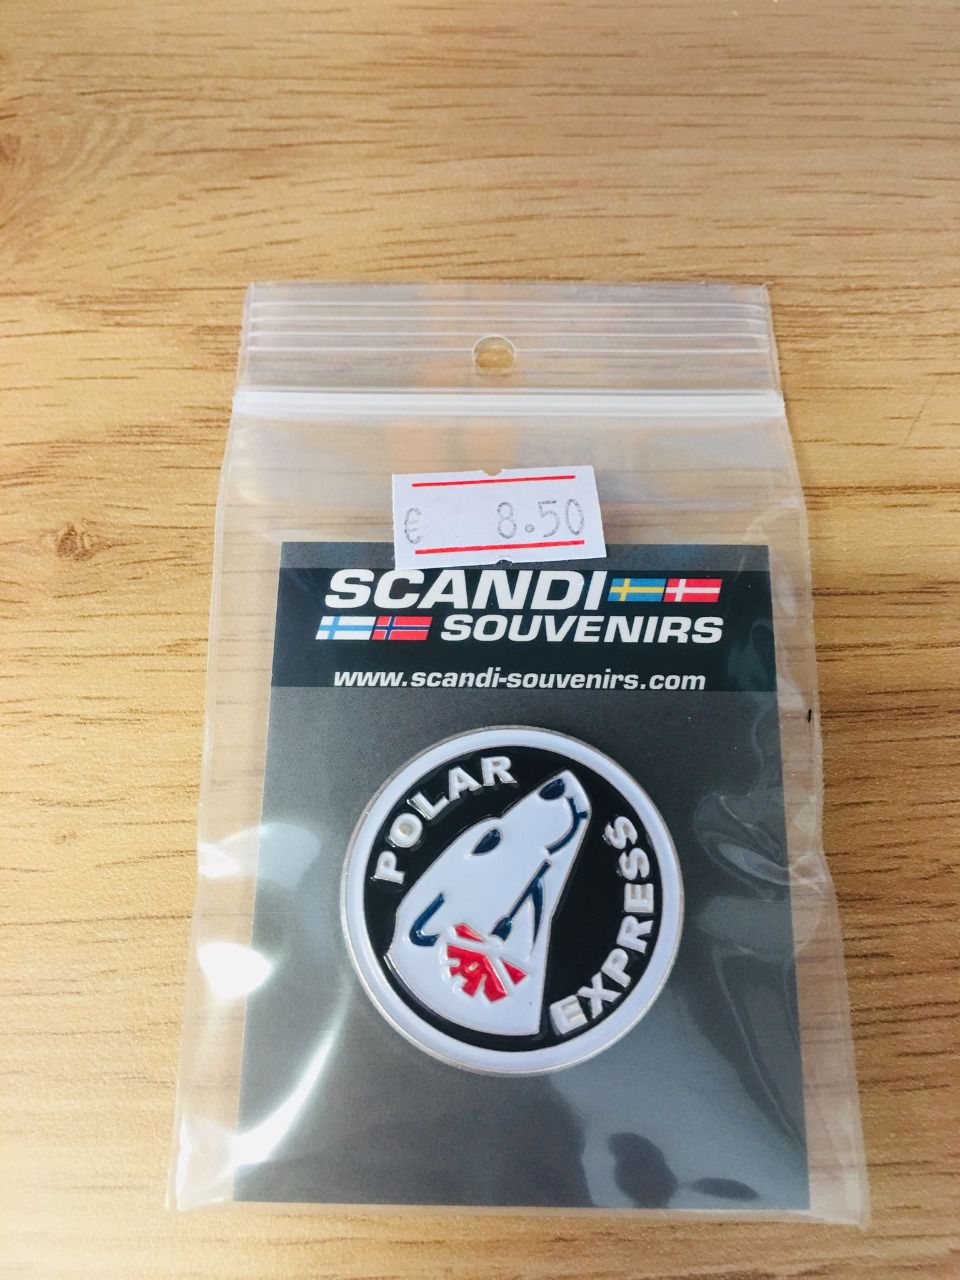 € 8.50
SCANDI
SOUVENIRS
www.scandi-souvenirs.com
POLAR
EXPRESS